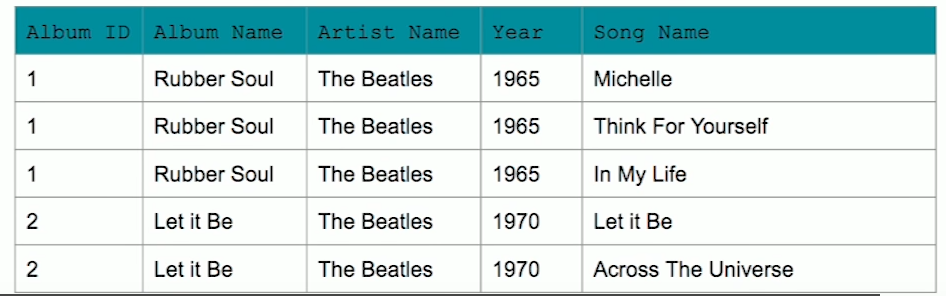 Album ID Album Name Artist Name Year Song Name
1 Rubber Soul The Beatles 1965 Michelle
1 Rubber Soul The Beatles 1965 Think For Yourself
1 Rubber Soul The Beatles 1965 In My Life
2 Let it Be The Beatles 1970 Let it Be
2 Let it Be The Beatles 1970 Across The Universe